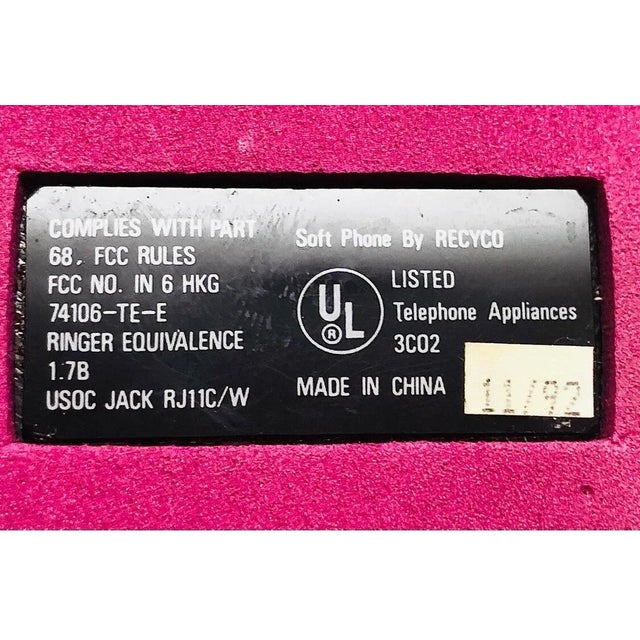 COMPLIES WITH PART
68, FCC RULES
FCC NO. IN 6 HKG
74106-TE-E
RINGER EQUIVALENCE
1.7B
USOC JACK RJ11C/W
Soft Phone By RECYCO
UL
®
LISTED
Telephone Appliances
3C02
MADE IN CHINA
11/92